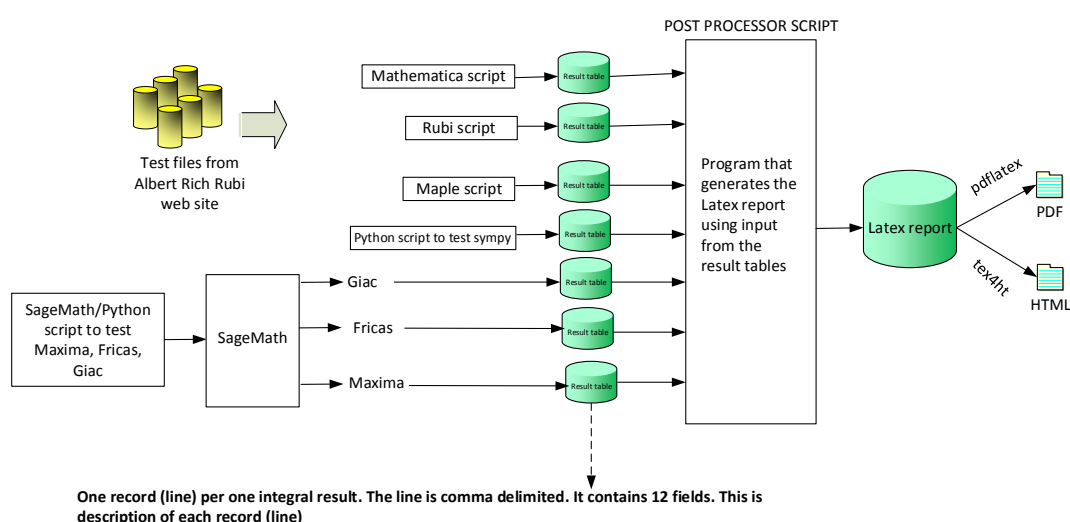 POST PROCESSOR SCRIPT
Mathematica script
Result table
Rubi script
Result table
Test files from
Albert Rich Rubi
web site
Maple script
Result table
Python script to test sympy
Result table
Program that
generates the
Latex report
using input
from the
result tables
Latex report
pdflatex
PDF
tex4ht
HTML
SageMath/Python
script to test
Maxima, Fricas,
Giac
SageMath
Giac
Result table
Fricas
Result table
Maxima
Result table
One record (line) per one integral result. The line is comma delimited. It contains 12 fields. This is
description of each record (line)